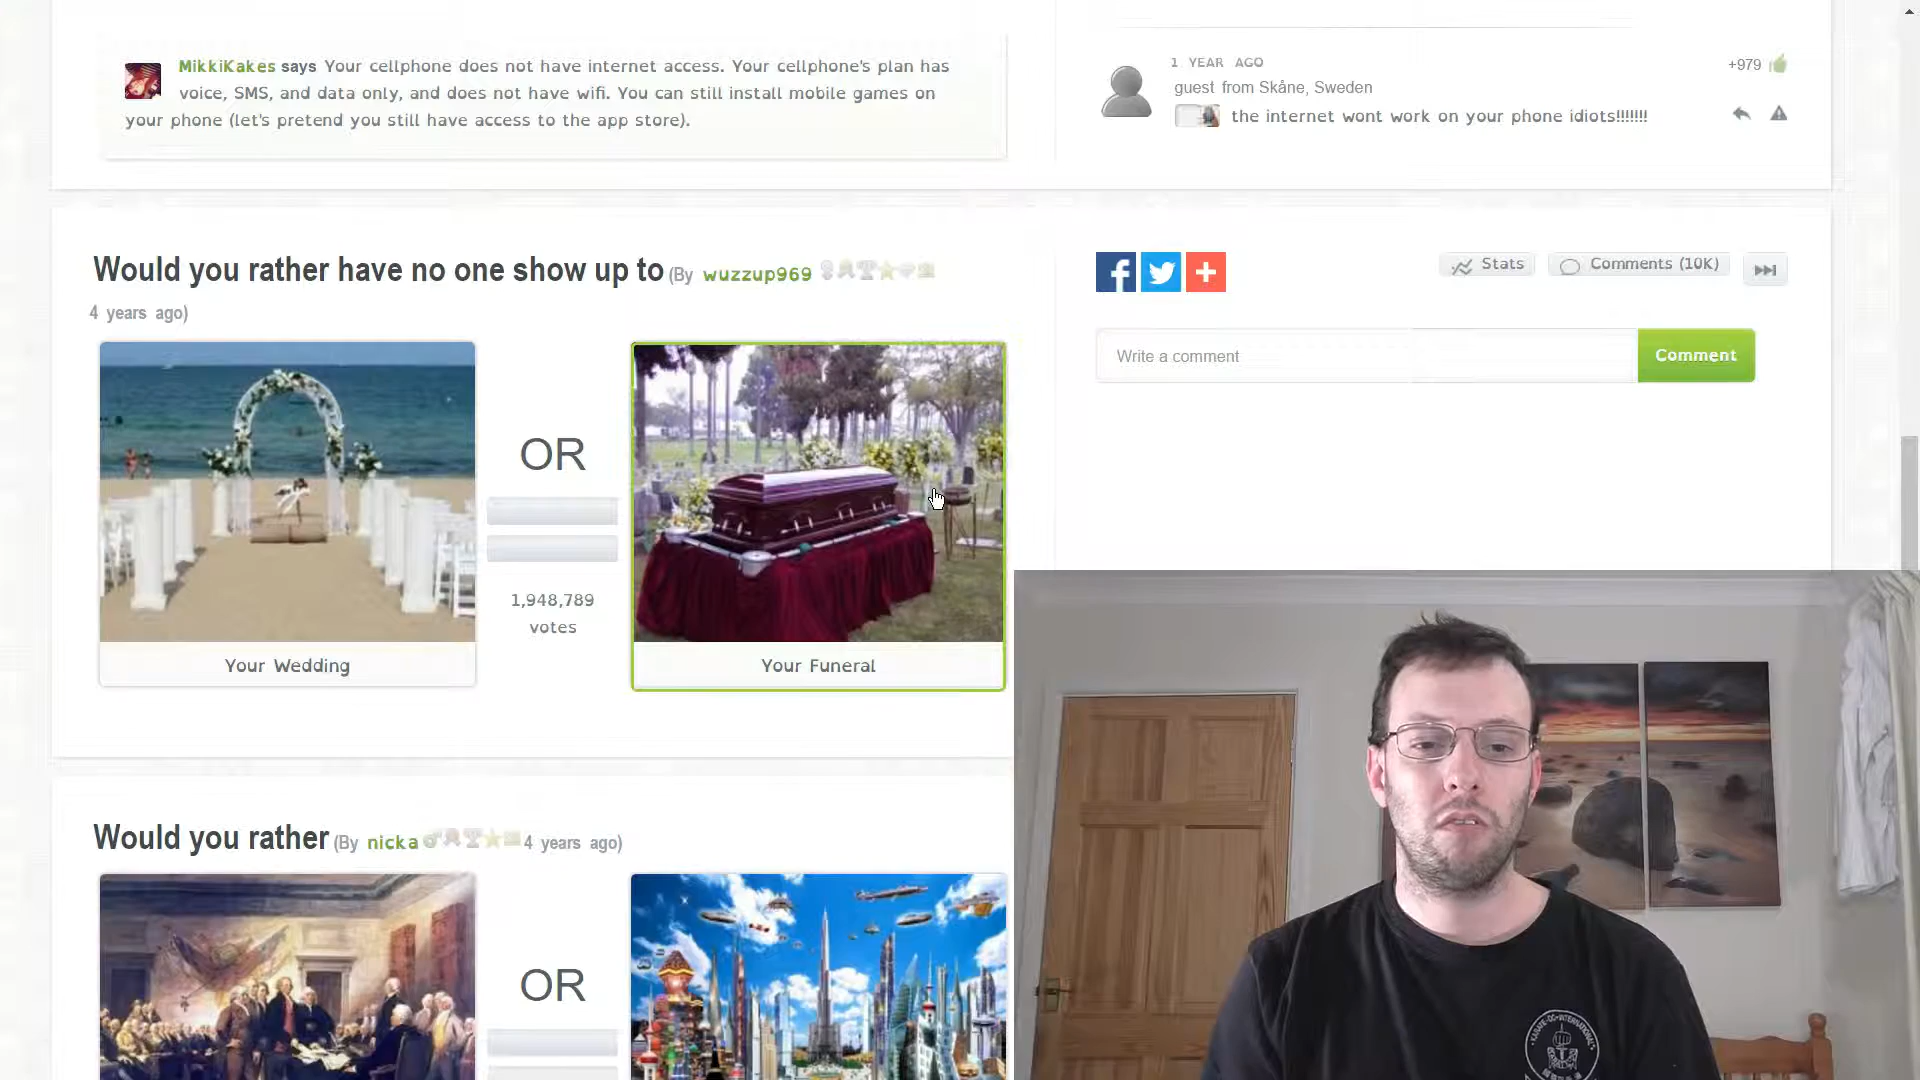 MikkiKakes says Your cellphone does not have internet access. Your cellphone's plan has
voice, SMS, and data only, and does not have wifi. You can still install mobile games on
your phone (let's pretend you still have access to the app store).
1 YEAR AGO
+979
guest from Skåne, Sweden
the internet wont work on your phone idiots!!!!!!!
Would you rather have no one show up to (By wuzzup969
4 years ago)
Stats
Comments (10K)
Write a comment
Comment
OR
1,948,789
votes
Your Wedding
Your Funeral
Would you rather (By nicka 4 years ago)
OR